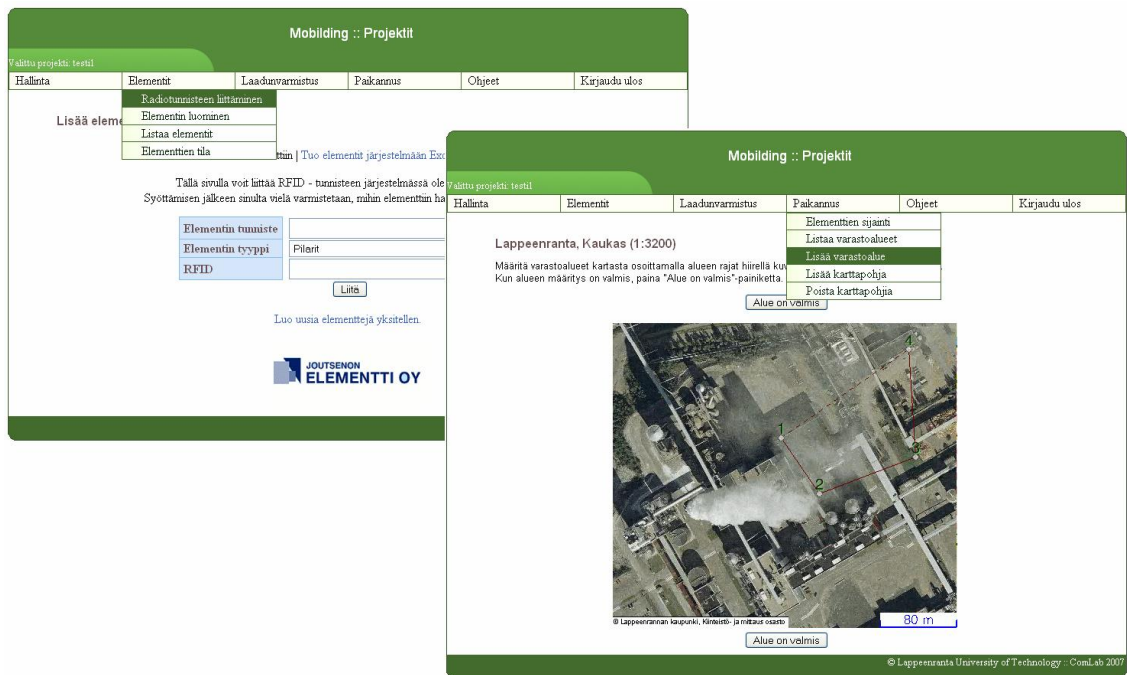 Mobilding :: Projektit
Valittu projekti: testi1
Hallinta Elementit Laadunvarmistus Paikannus Ohjeet Kirjaudu ulos
Radiotunnisteen liittäminen
Elementin luominen
Listaa elementit
Elementtien tila
Lisää eleme
ttiin | Tuo elementit järjestelmään Exc
Tällä sivulla voit liittää RFID - tunnisteen järjestelmässä ole
Syöttämisen jälkeen sinulta vielä varmistetaan, mihin elementtiin ha
Elementin tunniste
Elementin tyyppi Pilarit
RFID
Liitä
Luo uusia elementtejä yksitellen.
JOUTSENON
ELEMENTTI OY
Mobilding :: Projektit
Valittu projekti: testi1
Hallinta Elementit Laadunvarmistus Paikannus Ohjeet Kirjaudu ulos
Elementtien sijainti
Listaa varastoalueet
Lisää varastoalue
Lisää karttapohja
Poista karttapohjia
Lappeenranta, Kaukas (1:3200)
Määritä varastoalueet kartasta osoittamalla alueen rajat hiirellä kuv
Kun alueen määritys on valmis, paina "Alue on valmis"-painiketta.
Alue on valmis
4
1
3
2
© Lappeenrannan kaupunki, Kiinteistö- ja mittaus osasto
80 m
Alue on valmis
© Lappeenranta University of Technology :: ComLab 2007